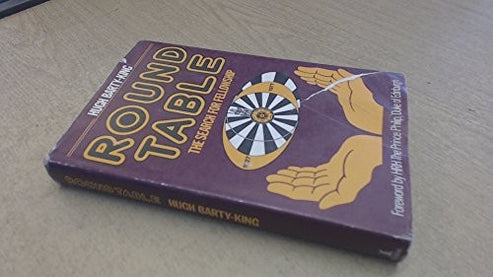 HUGH BARTY-KING
ROUND
TABLE
THE SEARCH FOR FELLOWSHIP
Foreword by HRH The Prince Philip, Duke of Edinburgh
ROUND TABLE HUGH BARTY-KING